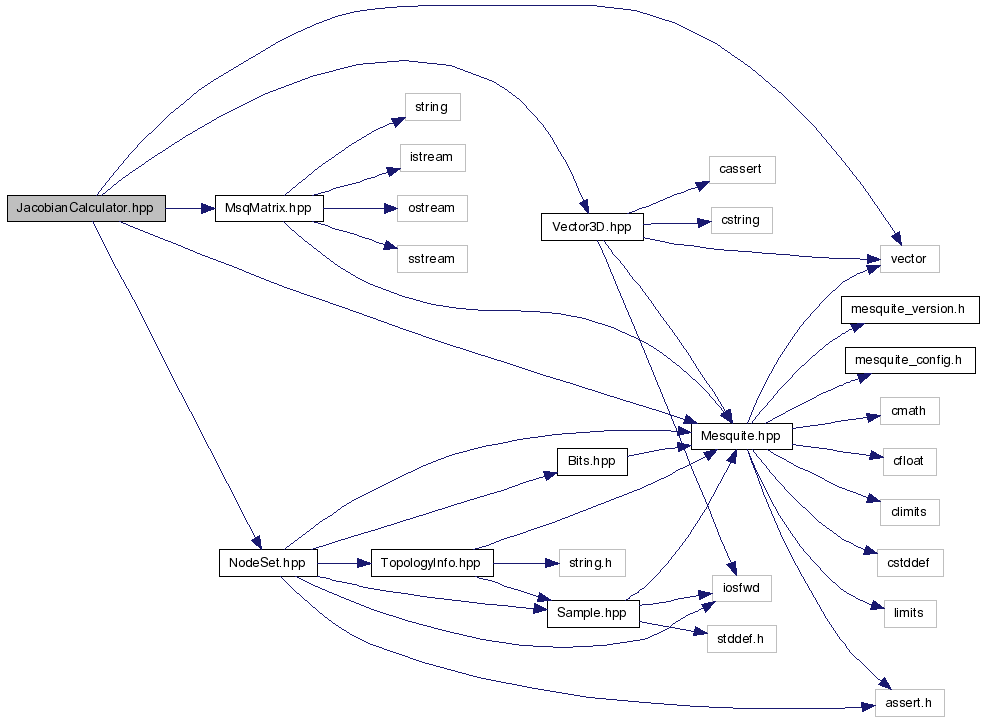 JacobianCalculator.hpp
MsqMatrix.hpp
string
istream
ostream
sstream
Vector3D.hpp
cassert
cstring
vector
mesquite_version.h
mesquite_config.h
cmath
Mesquite.hpp
cfloat
Bits.hpp
climits
NodeSet.hpp
TopologyInfo.hpp
string.h
cstddef
iosfwd
Sample.hpp
limits
stddef.h
assert.h